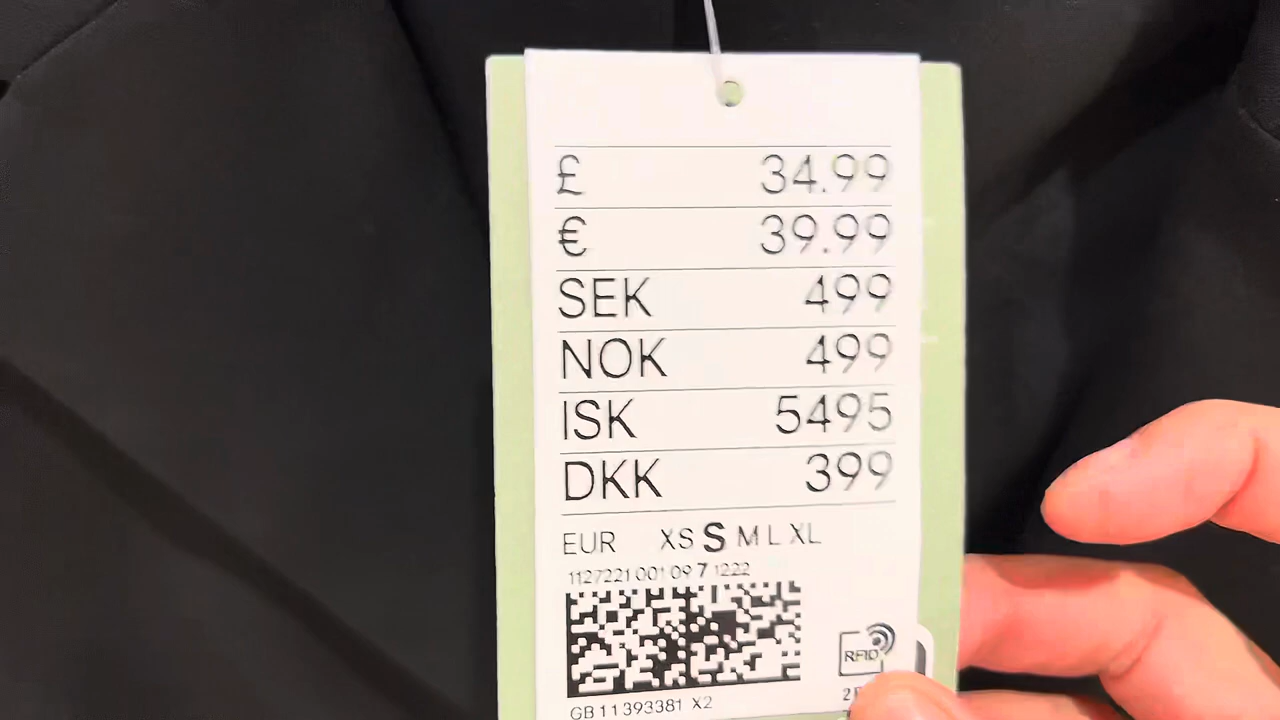 £ 34.99
€ 39.99
SEK 499
NOK 499
ISK 5495
DKK 399
EUR XS S M L XL
1127221 001 09 7 1222
RFID
GB 11393381 X2